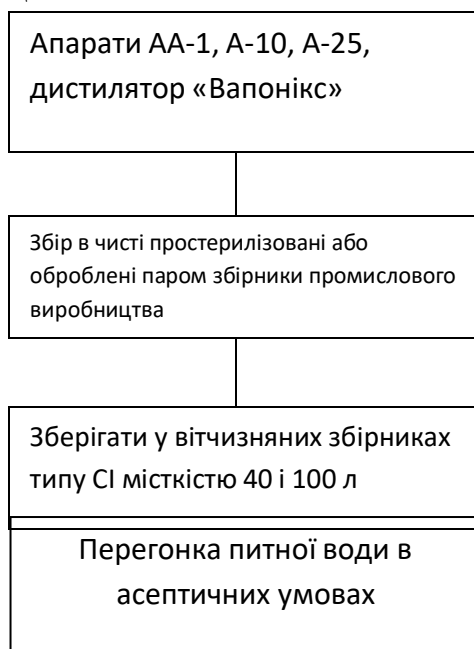 Апарати АА-1, А-10, А-25,
дистилятор «Вапонікс»
Збір в чисті простерилізовані або
оброблені паром збірники промислового
виробництва
Зберігати у вітчизняних збірниках
типу СІ місткістю 40 і 100 л
Перегонка питної води в
асептичних умовах